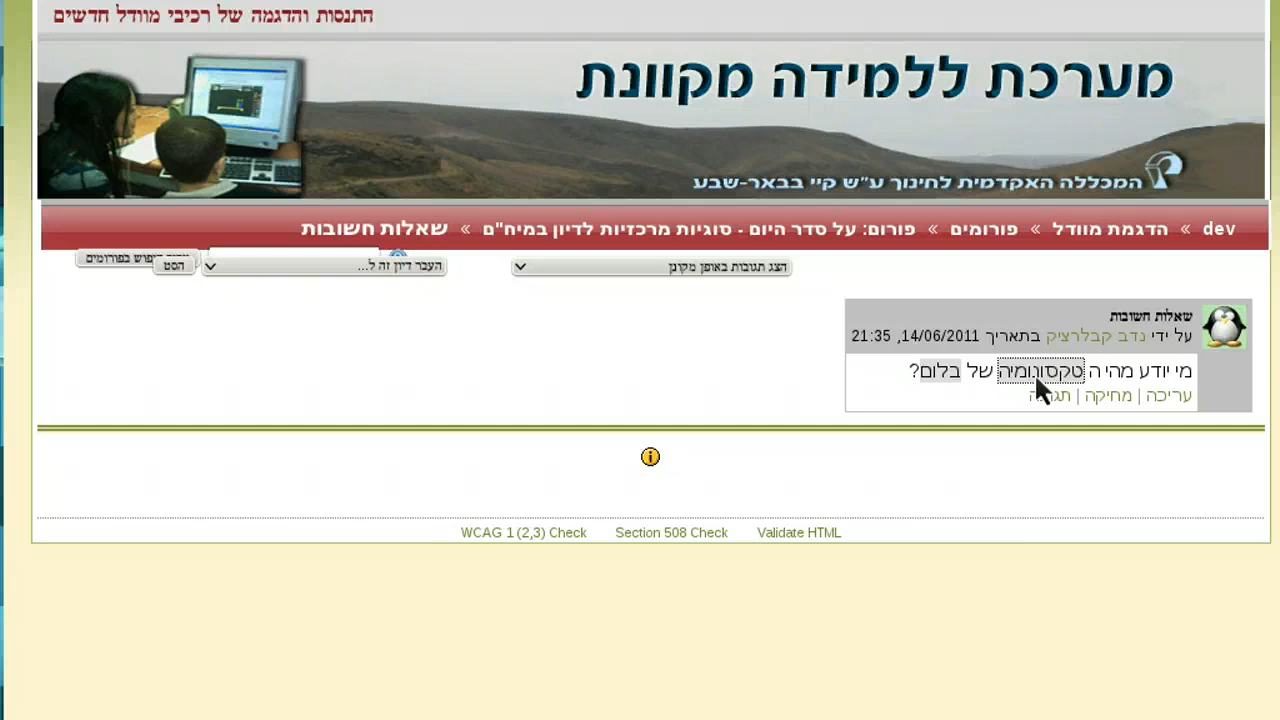 התנסות והדגמה של רכיבי מוודל חדשים
מערכת ללמידה מקוונת
המכללה האקדמית לחינוך ע"ש קיי בבאר-שבע
dev » הדגמת מוודל » פורומים » פורום: על סדר היום - סוגיות מרכזיות לדיון במיח"ם » שאלות חשובות
הצג תגובות באופן מקונן
העבר דיון זה ל...
הסט
חיפוש בפורומים
שאלות חשובות
על ידי נדב קבלרציק בתאריך 14/06/2011, 21:35
מי יודע מהי ה טקסונומיה של בלום?
עריכה | מחיקה | תגובה
WCAG 1 (2,3) Check
Section 508 Check
Validate HTML